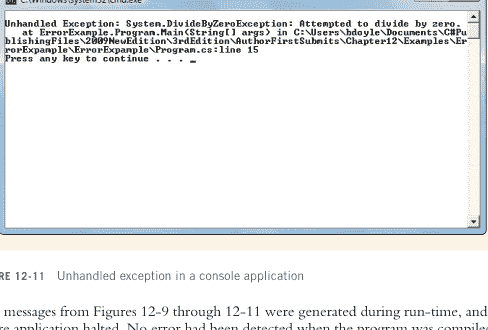 C:\Windows\system32\cmd.exe
Unhandled Exception: System.DivideByZeroException: Attempted to divide by zero.
at ErrorExample.Program.Main(String[] args) in C:\Users\bdoyle\Documents\C#Pu
blishingFiles\2009NewEdition\3rdEdition\AuthorFirstSubmits\Chapter12\Examples\Er
rorExpample\ErrorExpample\Program.cs:line 15
Press any key to continue . . . _
RE 12-11 Unhandled exception in a console application
messages from Figures 12-9 through 12-11 were generated during run-time, and
re application halted. No error had been detected when the program was compiled